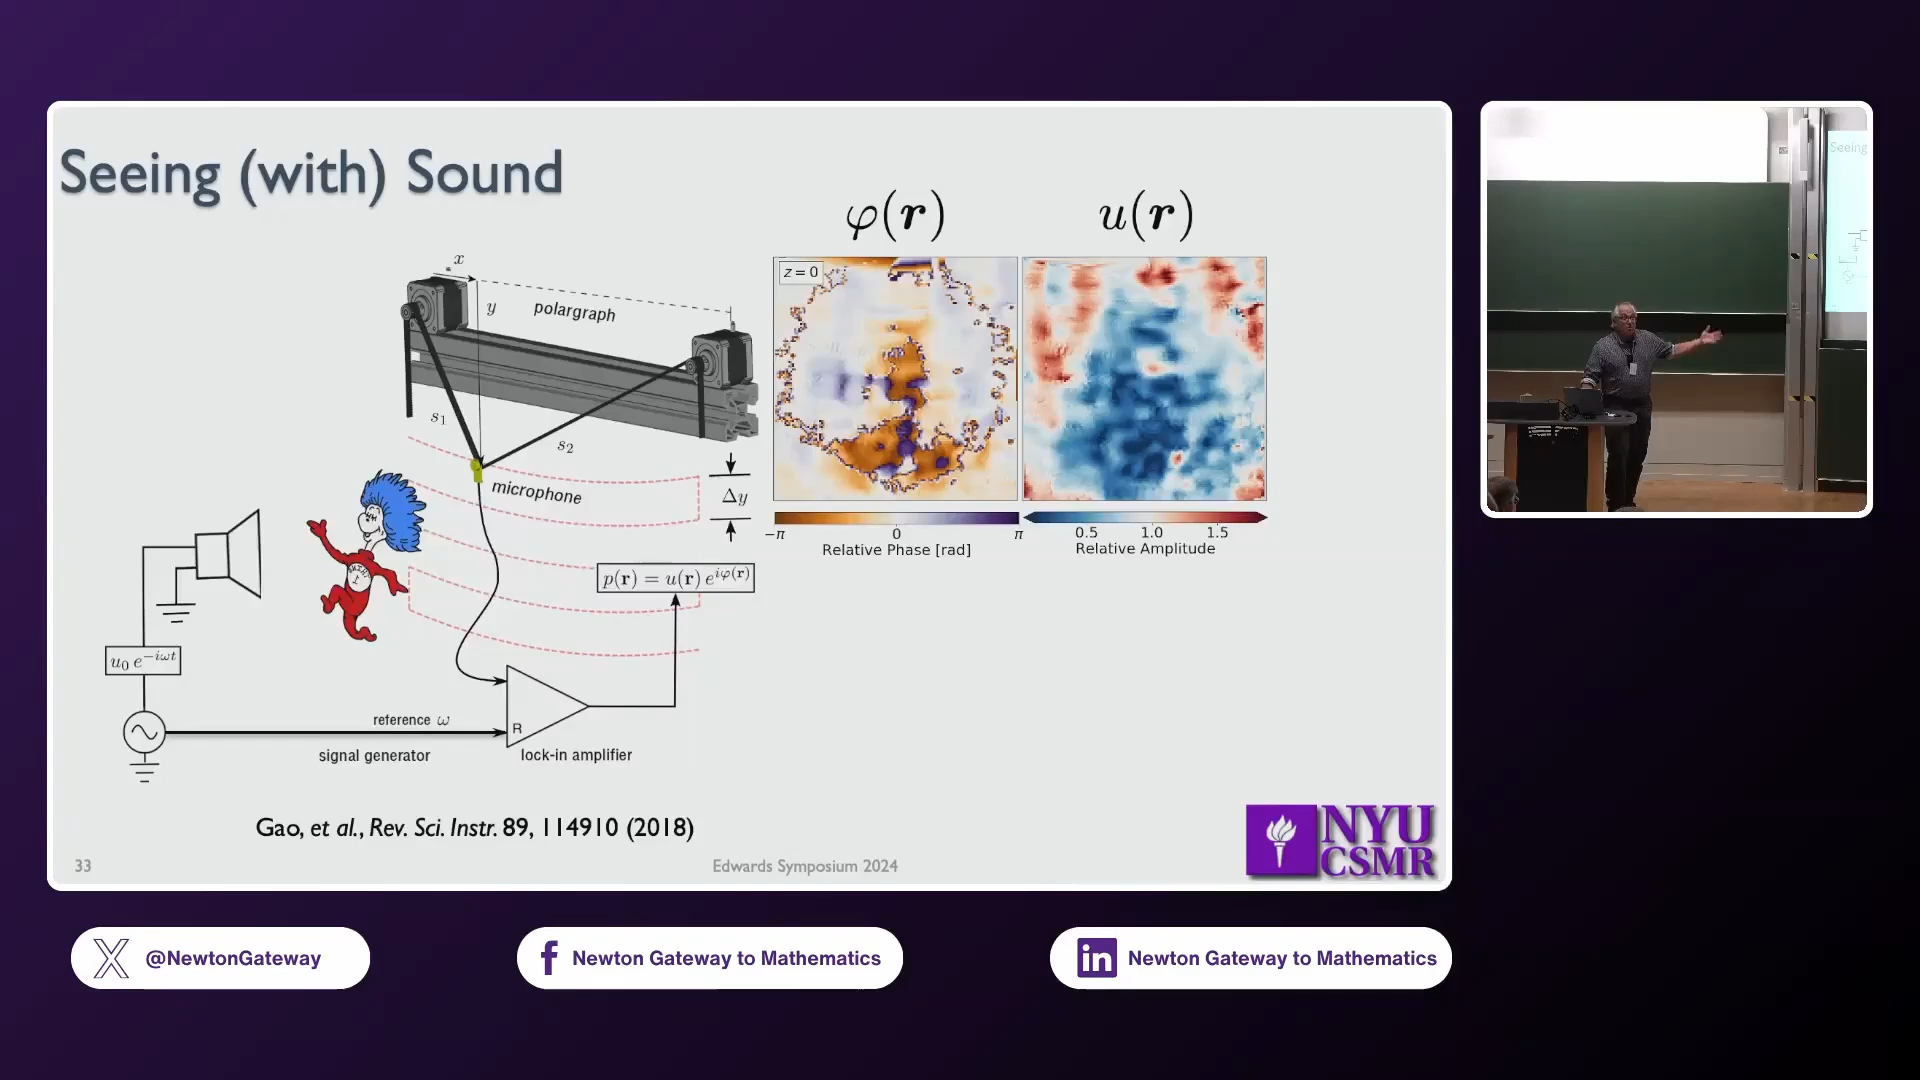 Seeing (with) Sound
φ(r)
u(r)
x
y
polargraph
z = 0
s₁
s₂
microphone
Δy
−π
0
π
0.5
1.0
1.5
Relative Phase [rad]
Relative Amplitude
p(r) = u(r) e^{iφ(r)}
u₀ e^{−iωt}
reference ω
R
signal generator
lock-in amplifier
Gao, et al., Rev. Sci. Instr. 89, 114910 (2018)
33
Edwards Symposium 2024
NYU
CSMR
Seeing
@NewtonGateway
Newton Gateway to Mathematics
in
Newton Gateway to Mathematics